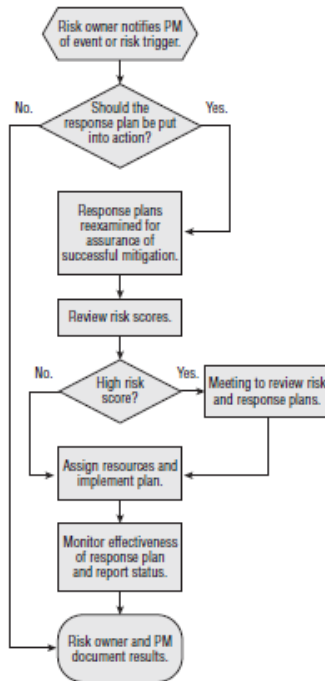 Risk owner notifies PM
of event or risk trigger.
No.
Should the
response plan be put
into action?
Yes.
Response plans
reexamined for
assurance of
successful mitigation.
Review risk scores.
No.
High risk
score?
Yes.
Meeting to review risk
and response plans.
Assign resources and
implement plan.
Monitor effectiveness
of response plan
and report status.
Risk owner and PM
document results.